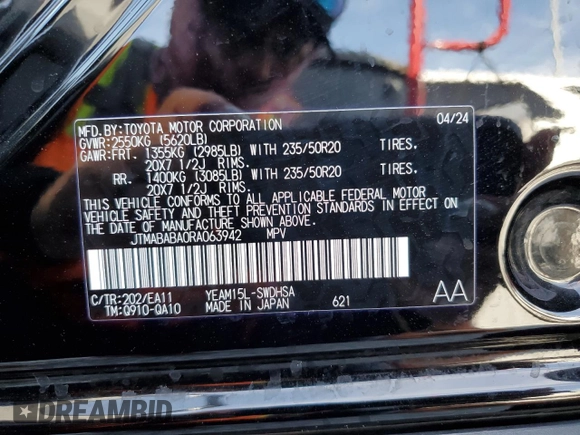 MFD.BY:TOYOTA MOTOR CORPORATION 04/24
GVWR:2550KG (5620LB)
GAWR:FRT. 1355KG (2985LB) WITH 235/50R20 TIRES.
20X7 1/2J RIMS.
RR. 1400KG (3085LB) WITH 235/50R20 TIRES.
20X7 1/2J RIMS.
THIS VEHICLE CONFORMS TO ALL APPLICABLE FEDERAL MOTOR
VEHICLE SAFETY AND THEFT PREVENTION STANDARDS IN EFFECT ON
THE DATE OF MANUFACTURE SHOWN ABOVE.
JTMABABA0RA063942 MPV
C/TR:202/EA11 YEAM15L-SWDHSA AA
TM:Q910-QA10 MADE IN JAPAN 621
DREAMBID